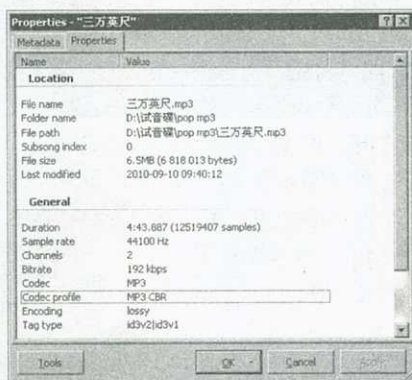 Properties - "三万英尺"
Metadata Properties
Name Value
Location
File name 三万英尺.mp3
Folder name D:\试音碟\pop mp3
File path D:\试音碟\pop mp3\三万英尺.mp3
Subsong index 0
File size 6.5MB (6 818 013 bytes)
Last modified 2010-09-10 09:40:12
General
Duration 4:43.887 (12519407 samples)
Sample rate 44100 Hz
Channels 2
Bitrate 192 kbps
Codec MP3
Codec profile MP3 CBR
Encoding lossy
Tag type id3v2|id3v1
Tools OK Cancel Apply